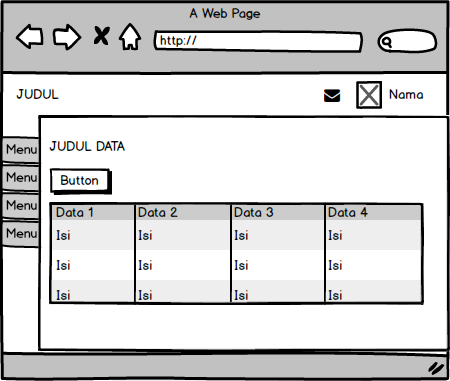 A Web Page
http://
JUDUL
Nama
JUDUL DATA
Menu
Menu
Menu
Menu
Button
Data 1 Data 2 Data 3 Data 4
Isi Isi Isi Isi
Isi Isi Isi Isi
Isi Isi Isi Isi